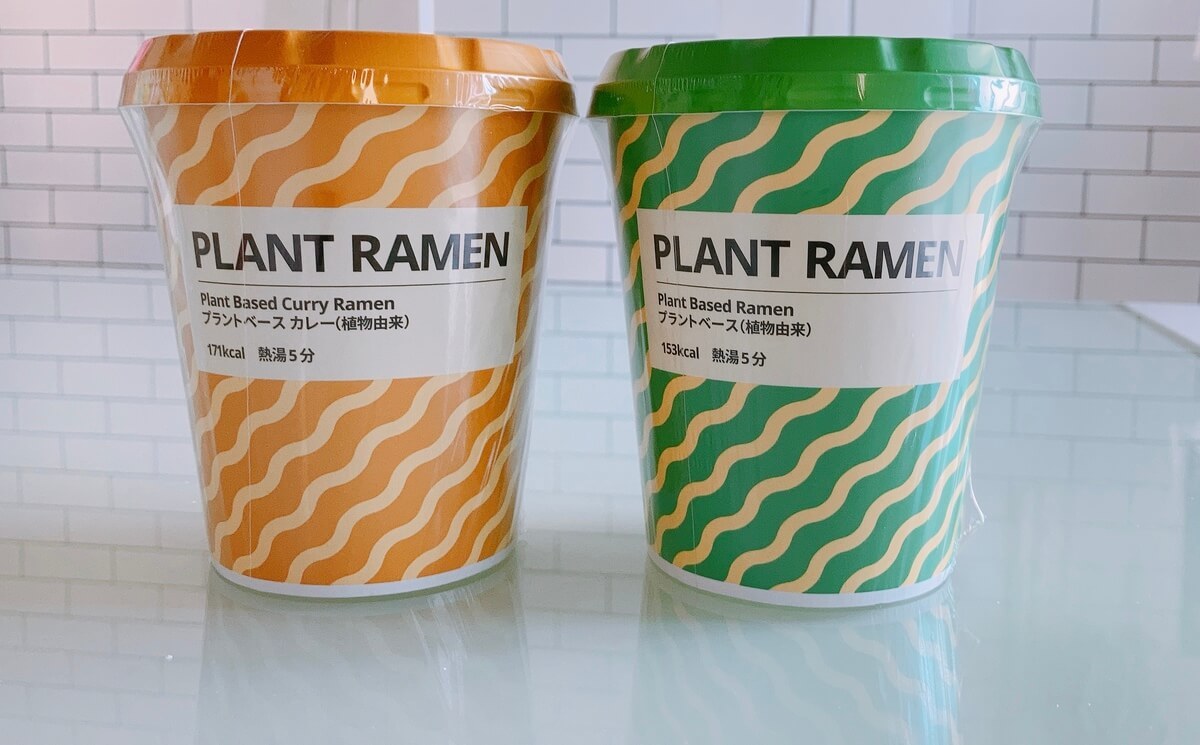 PLANT RAMEN
Plant Based Curry Ramen
プラントベース カレー(植物由来)
171kcal 熱湯5分
PLANT RAMEN
Plant Based Ramen
プラントベース(植物由来)
153kcal 熱湯5分